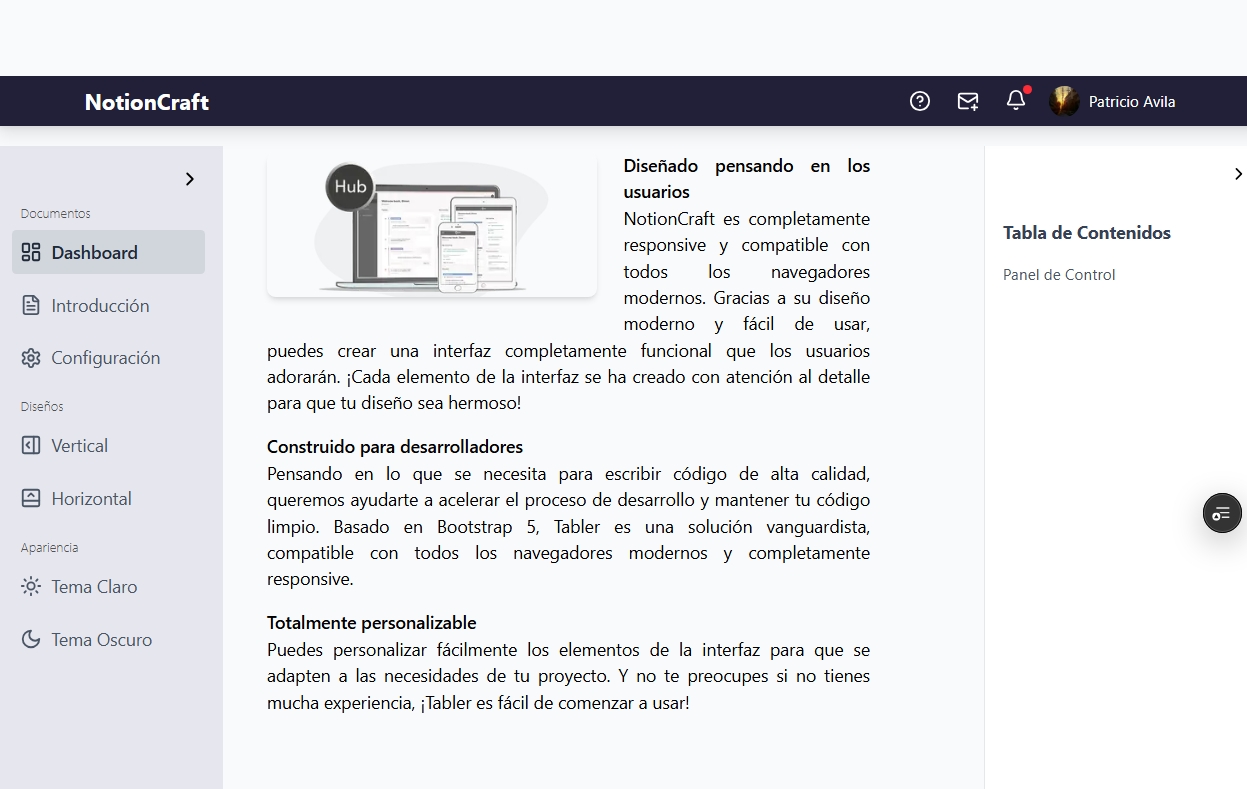 NotionCraft
Patricio Avila
Documentos
Dashboard
Introducción
Configuración
Diseños
Vertical
Horizontal
Apariencia
Tema Claro
Tema Oscuro
Hub
Diseñado pensando en los
usuarios
NotionCraft es completamente
responsive y compatible con
todos los navegadores
modernos. Gracias a su diseño
moderno y fácil de usar,
puedes crear una interfaz completamente funcional que los usuarios
adorarán. ¡Cada elemento de la interfaz se ha creado con atención al detalle
para que tu diseño sea hermoso!
Construido para desarrolladores
Pensando en lo que se necesita para escribir código de alta calidad,
queremos ayudarte a acelerar el proceso de desarrollo y mantener tu código
limpio. Basado en Bootstrap 5, Tabler es una solución vanguardista,
compatible con todos los navegadores modernos y completamente
responsive.
Totalmente personalizable
Puedes personalizar fácilmente los elementos de la interfaz para que se
adapten a las necesidades de tu proyecto. Y no te preocupes si no tienes
mucha experiencia, ¡Tabler es fácil de comenzar a usar!
Tabla de Contenidos
Panel de Control